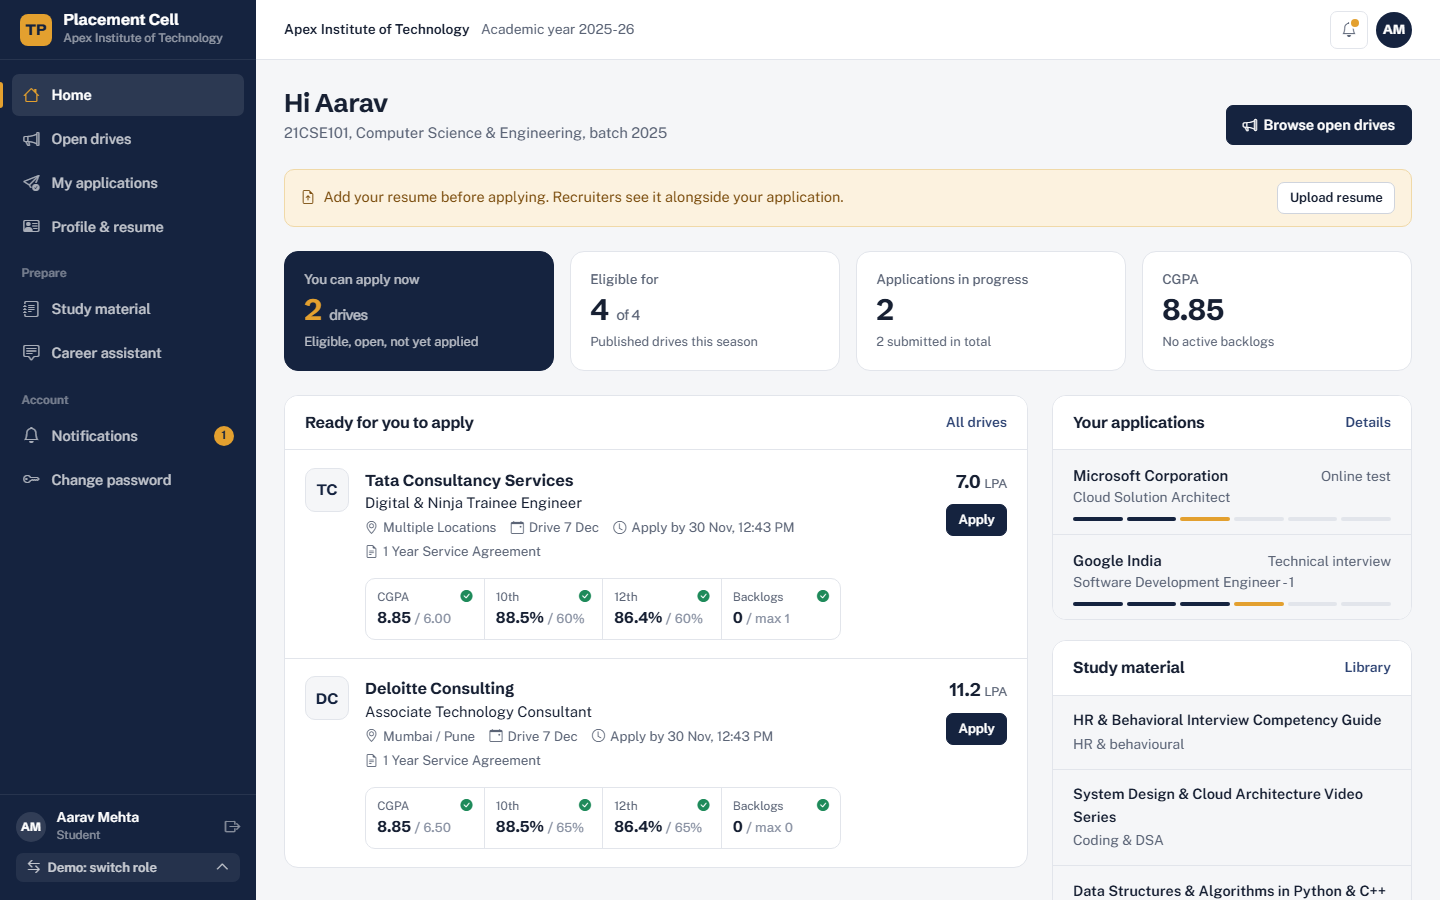 TP
Placement Cell
Apex Institute of Technology
Home
Open drives
My applications
Profile & resume
Prepare
Study material
Career assistant
Account
Notifications 1
Change password
AM
Aarav Mehta
Student
Demo: switch role
Apex Institute of Technology Academic year 2025-26
AM
Hi Aarav
21CSE101, Computer Science & Engineering, batch 2025
Browse open drives
Add your resume before applying. Recruiters see it alongside your application.
Upload resume
You can apply now
2 drives
Eligible, open, not yet applied
Eligible for
4 of 4
Published drives this season
Applications in progress
2
2 submitted in total
CGPA
8.85
No active backlogs
Ready for you to apply
All drives
TC
Tata Consultancy Services
Digital & Ninja Trainee Engineer
Multiple Locations Drive 7 Dec Apply by 30 Nov, 12:43 PM
1 Year Service Agreement
7.0 LPA
Apply
CGPA
8.85 / 6.00
10th
88.5% / 60%
12th
86.4% / 60%
Backlogs
0 / max 1
DC
Deloitte Consulting
Associate Technology Consultant
Mumbai / Pune Drive 7 Dec Apply by 30 Nov, 12:43 PM
1 Year Service Agreement
11.2 LPA
Apply
CGPA
8.85 / 6.50
10th
88.5% / 65%
12th
86.4% / 65%
Backlogs
0 / max 0
Your applications
Details
Microsoft Corporation
Online test
Cloud Solution Architect
Google India
Technical interview
Software Development Engineer - 1
Study material
Library
HR & Behavioral Interview Competency Guide
HR & behavioural
System Design & Cloud Architecture Video
Series
Coding & DSA
Data Structures & Algorithms in Python & C++